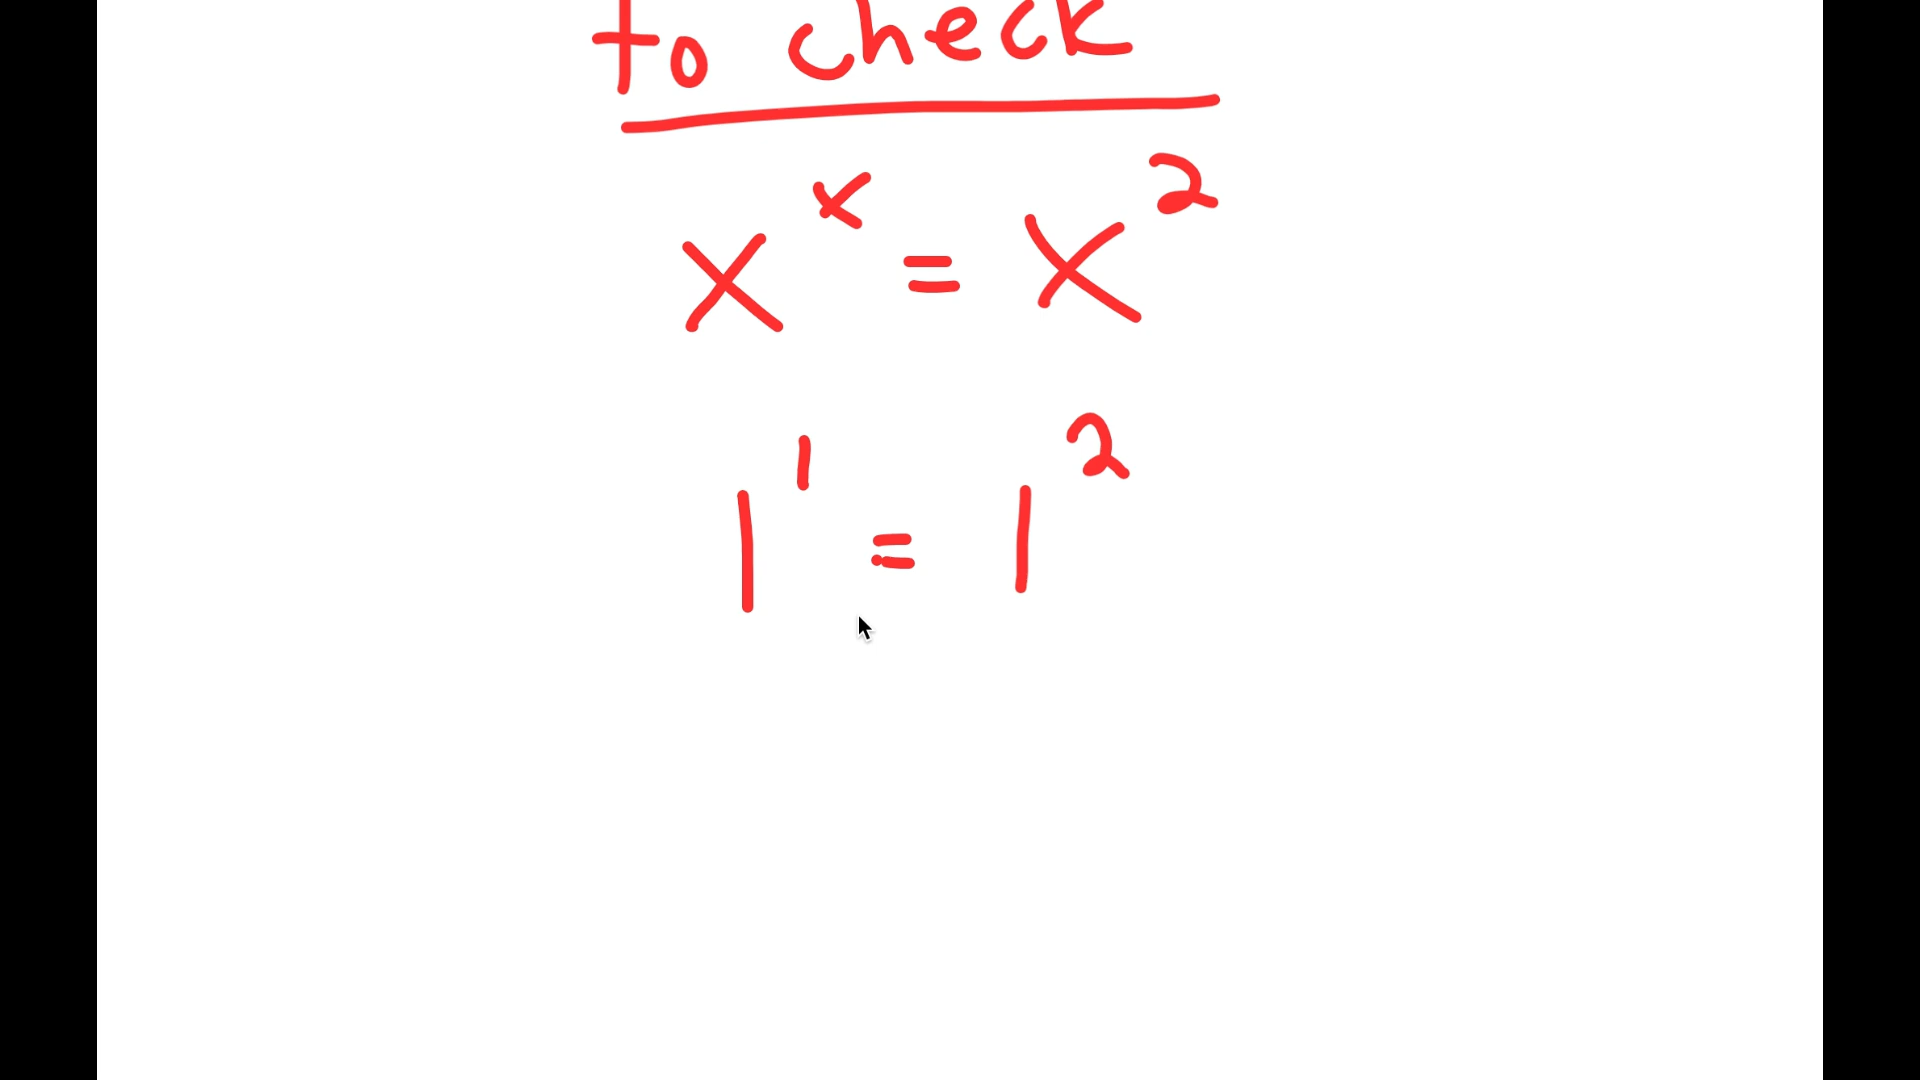 to check
x^x = x^2
1^1 = 1^2